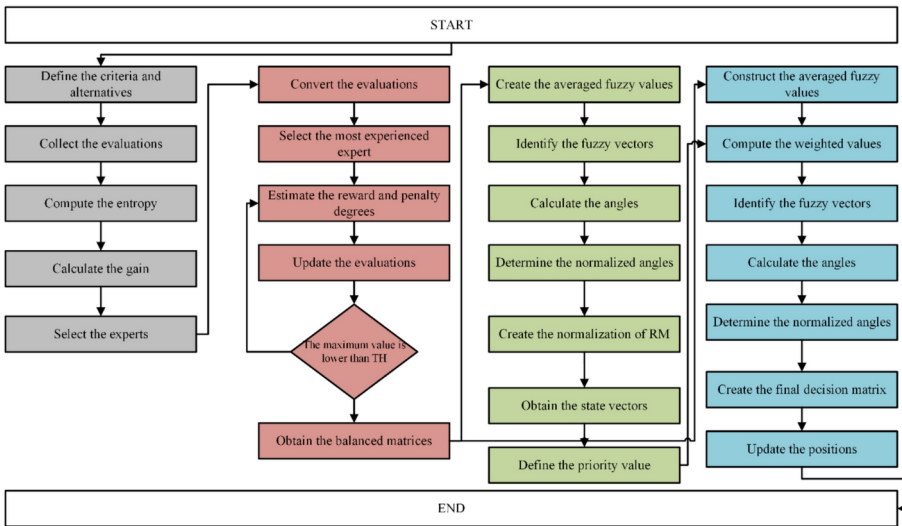 START
Define the criteria and
alternatives
Collect the evaluations
Compute the entropy
Calculate the gain
Select the experts
Convert the evaluations
Select the most experienced
expert
Estimate the reward and penalty
degrees
Update the evaluations
The maximum value is
lower than TH
Obtain the balanced matrices
Create the averaged fuzzy values
Identify the fuzzy vectors
Calculate the angles
Determine the normalized angles
Create the normalization of RM
Obtain the state vectors
Define the priority value
Construct the averaged fuzzy
values
Compute the weighted values
Identify the fuzzy vectors
Calculate the angles
Determine the normalized angles
Create the final decision matrix
Update the positions
END